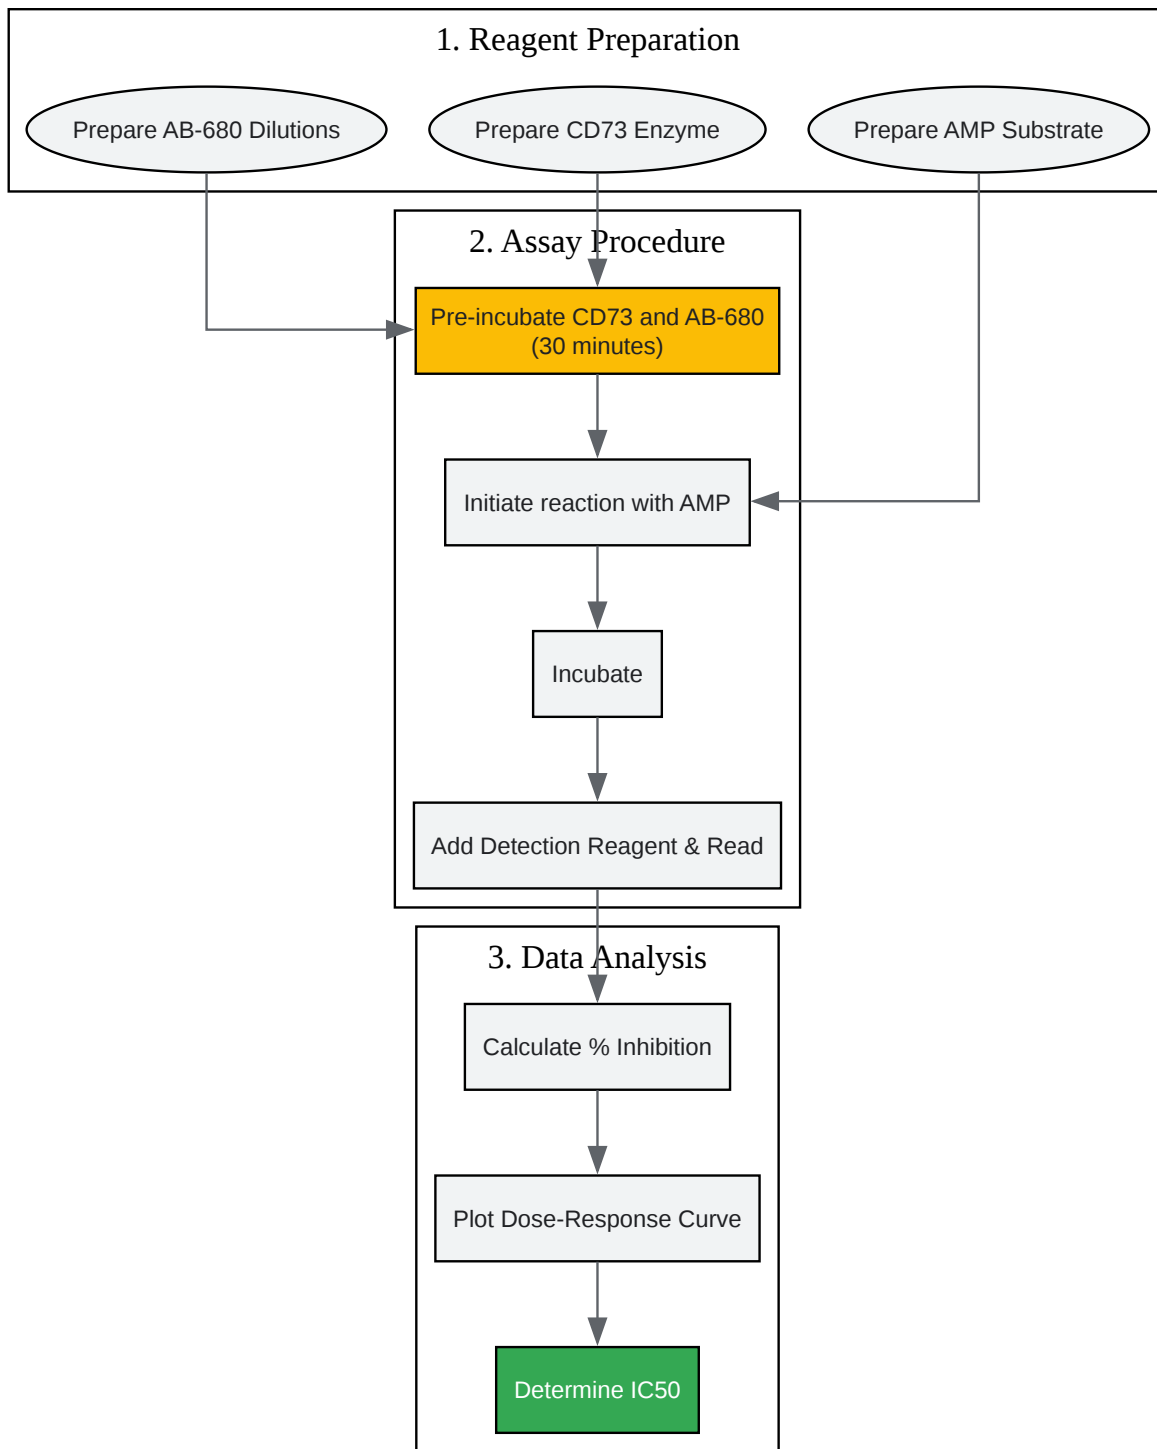 1. Reagent Preparation
Prepare AB-680 Dilutions
Prepare CD73 Enzyme
Prepare AMP Substrate
2. Assay Procedure
Pre-incubate CD73 and AB-680
(30 minutes)
Initiate reaction with AMP
Incubate
Add Detection Reagent & Read
3. Data Analysis
Calculate % Inhibition
Plot Dose-Response Curve
Determine IC50